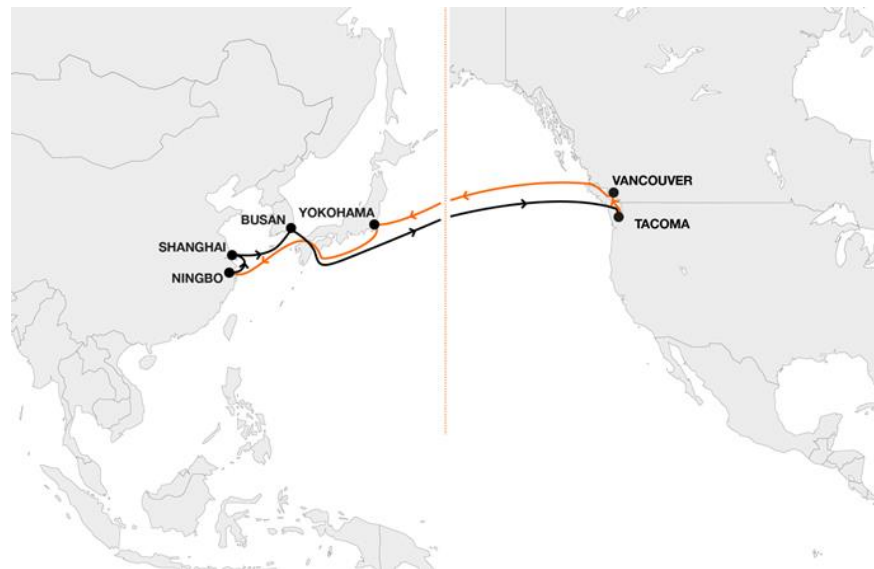 VANCOUVER
YOKOHAMA
BUSAN
TACOMA
SHANGHAI
NINGBO